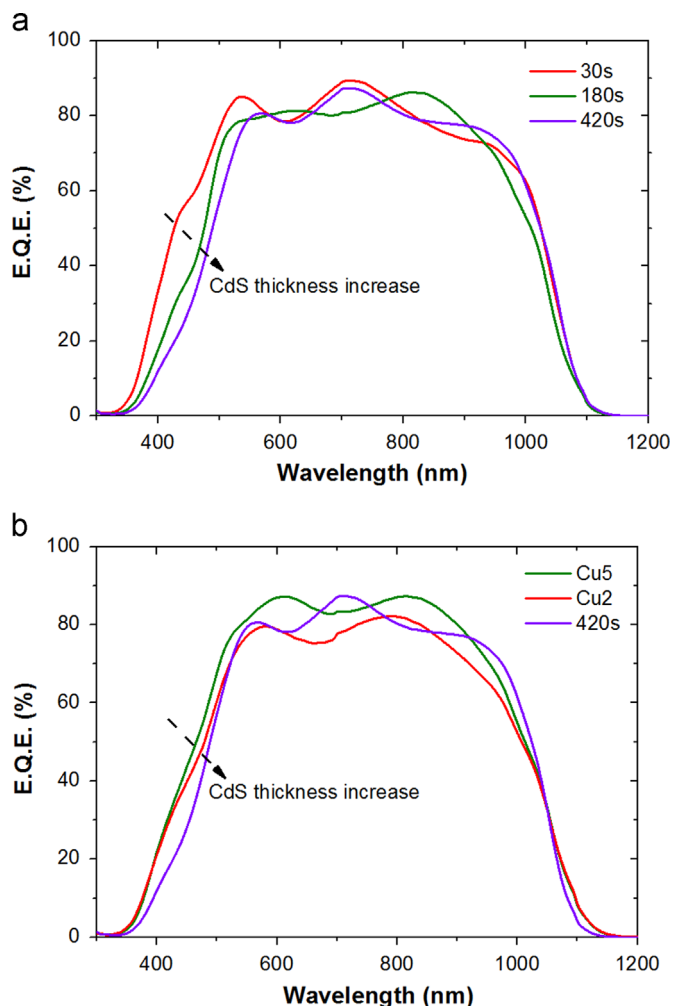 a
100
80
60
40
20
0
E.Q.E. (%)
30s
180s
420s
CdS thickness increase
400
600
800
1000
1200
Wavelength (nm)
b
100
80
60
40
20
0
E.Q.E. (%)
Cu5
Cu2
420s
CdS thickness increase
400
600
800
1000
1200
Wavelength (nm)